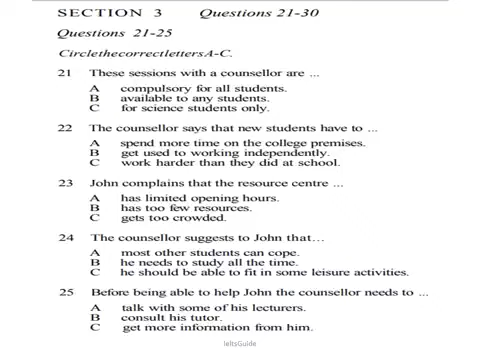 SECTION 3 Questions 21-30
Questions 21-25
CirclethecorrectlettersA-C.
21 These sessions with a counsellor are ...
A compulsory for all students.
B available to any students.
C for science students only.
22 The counsellor says that new students have to ...
A spend more time on the college premises.
B get used to working independently.
C work harder than they did at school.
23 John complains that the resource centre ...
A has limited opening hours.
B has too few resources.
C gets too crowded.
24 The counsellor suggests to John that...
A most other students can cope.
B he needs to study all the time.
C he should be able to fit in some leisure activities.
25 Before being able to help John the counsellor needs to ...
A talk with some of his lecturers.
B consult his tutor.
C get more information from him.
IeltsGuide